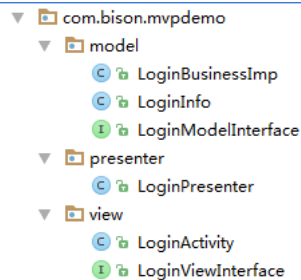 com.bison.mvpdemo
model
C LoginBusinessImp
C LoginInfo
I LoginModelInterface
presenter
C LoginPresenter
view
C LoginActivity
I LoginViewInterface